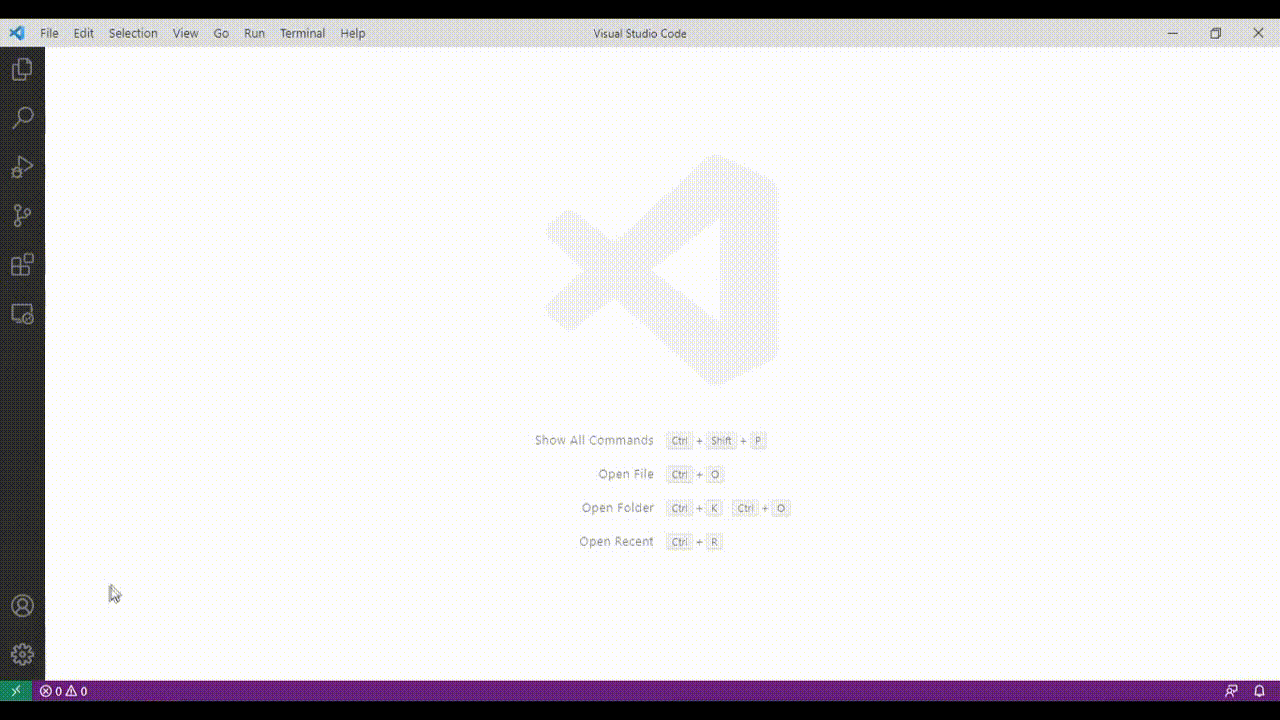 File Edit Selection View Go Run Terminal Help Visual Studio Code
Show All Commands Ctrl + Shift + P
Open File Ctrl + O
Open Folder Ctrl + K Ctrl + O
Open Recent Ctrl + R
0 0